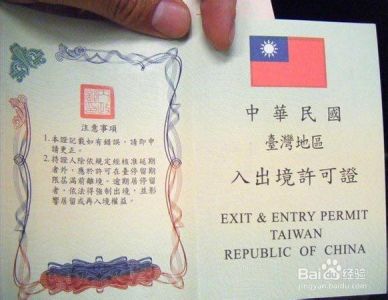 注意事項
1. 本證記載如有錯誤，請即申
請更正。
2. 持證人除依規定經核准延期
者外，應於許可在臺停留期
限屆滿前離境。逾期居停留
者，依法得強制出境，並影
響居留或再入境權益。
中華民國
臺灣地區
入出境許可證
EXIT & ENTRY PERMIT
TAIWAN
REPUBLIC OF CHINA
Baidu经验
jingyan.baidu.com